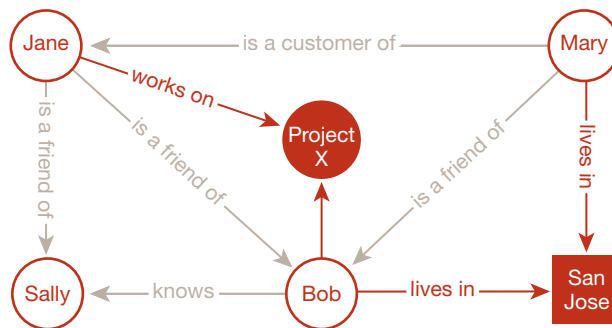 Jane
is a customer of
Mary
works on
Project
X
is a friend of
is a friend of
is a friend of
lives in
Sally
knows
Bob
lives in
San
Jose